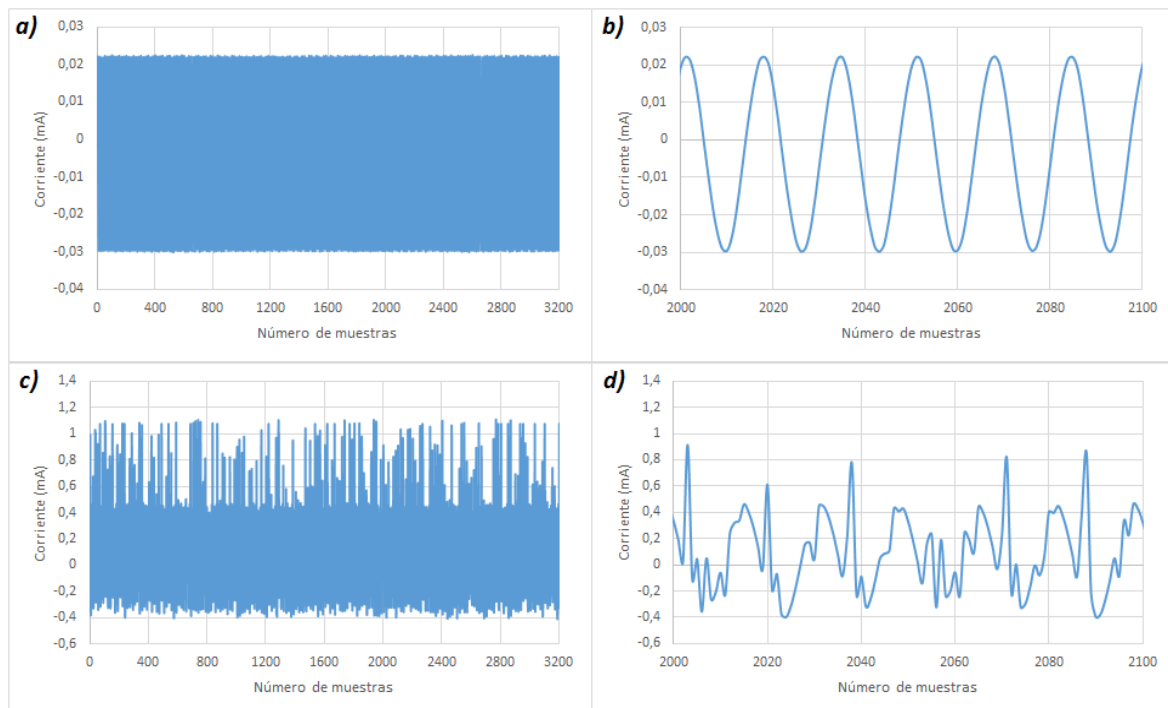 a)
0,03
0,02
0,01
0
-0,01
-0,02
-0,03
-0,04
Corriente (mA)
0 400 800 1200 1600 2000 2400 2800 3200
Número de muestras
b)
0,03
0,02
0,01
0
-0,01
-0,02
-0,03
-0,04
Corriente (mA)
2000 2020 2040 2060 2080 2100
Número de muestras
c)
1,4
1,2
1
0,8
0,6
0,4
0,2
0
-0,2
-0,4
-0,6
Corriente (mA)
0 400 800 1200 1600 2000 2400 2800 3200
Número de muestras
d)
1,4
1,2
1
0,8
0,6
0,4
0,2
0
-0,2
-0,4
-0,6
Corriente (mA)
2000 2020 2040 2060 2080 2100
Número de muestras